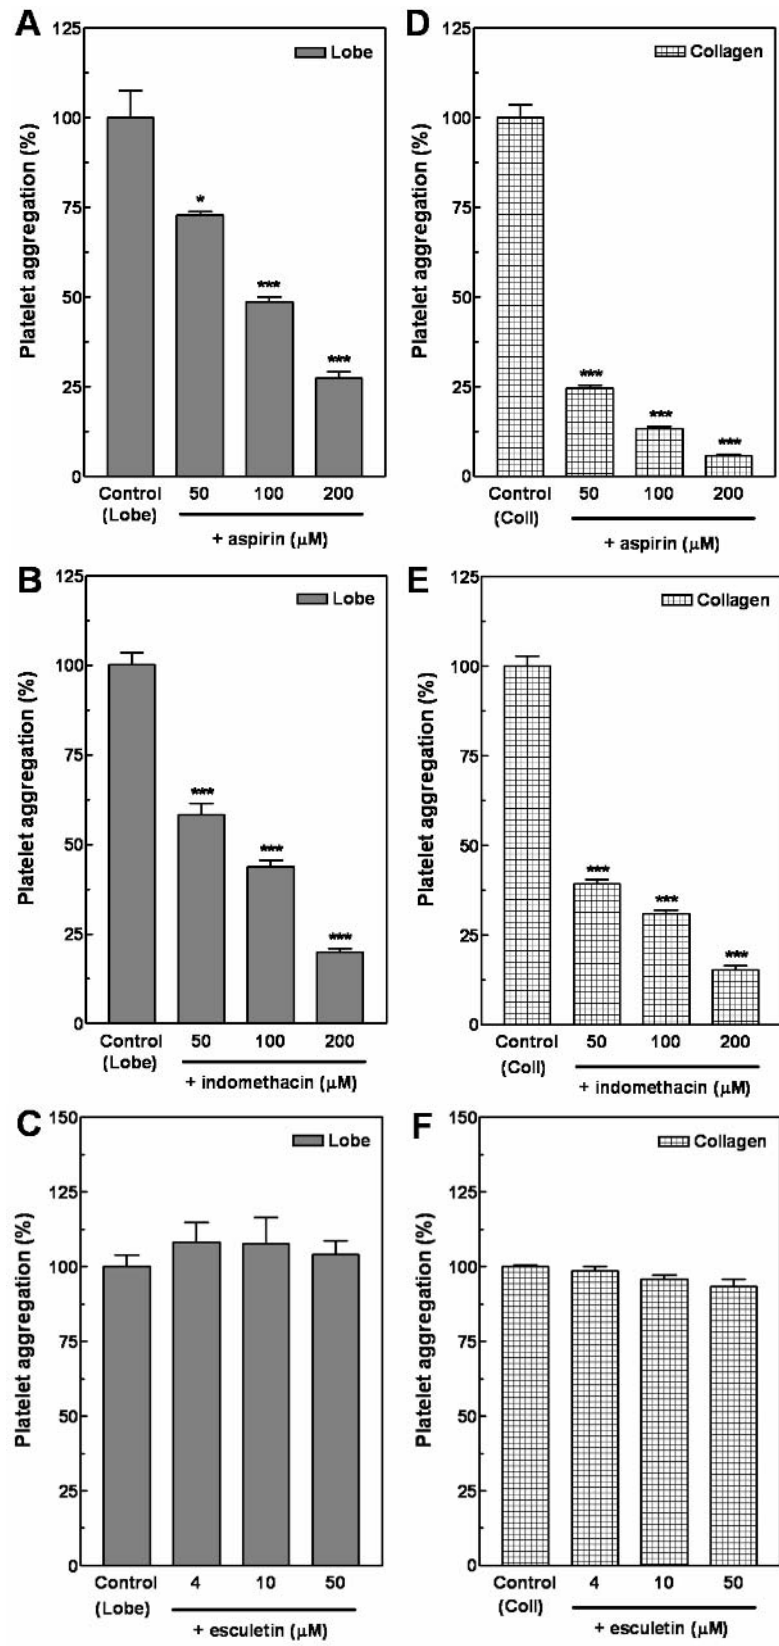 A
Platelet aggregation (%)
125
100
75
50
25
0
Lobe
*
***
***
Control 50 100 200
(Lobe)
+ aspirin (μM)
D
Platelet aggregation (%)
125
100
75
50
25
0
Collagen
***
***
***
Control 50 100 200
(Coll)
+ aspirin (μM)
B
Platelet aggregation (%)
125
100
75
50
25
0
Lobe
***
***
***
Control 50 100 200
(Lobe)
+ indomethacin (μM)
E
Platelet aggregation (%)
125
100
75
50
25
0
Collagen
***
***
***
Control 50 100 200
(Coll)
+ indomethacin (μM)
C
Platelet aggregation (%)
150
125
100
75
50
25
0
Lobe
Control 4 10 50
(Lobe)
+ esculetin (μM)
F
Platelet aggregation (%)
150
125
100
75
50
25
0
Collagen
Control 4 10 50
(Coll)
+ esculetin (μM)